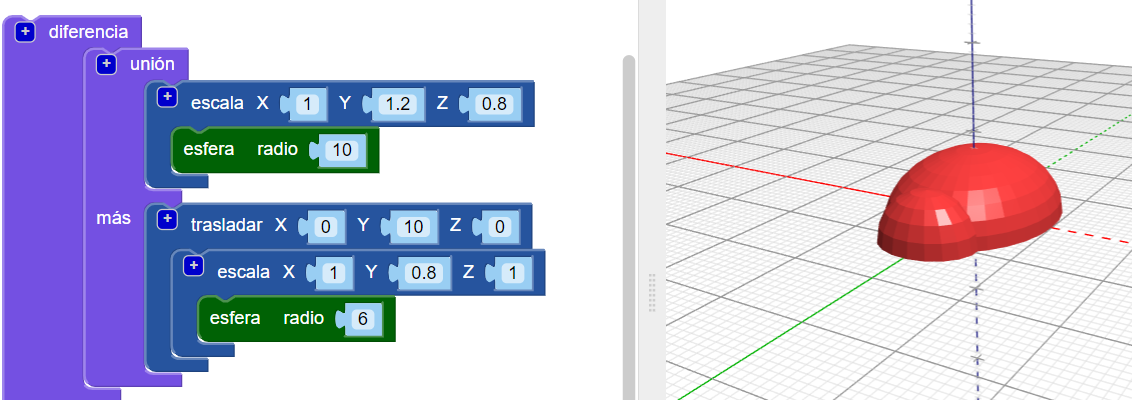 + diferencia
+ unión
+ escala X 1 Y 1.2 Z 0.8
esfera radio 10
más + trasladar X 0 Y 10 Z 0
+ escala X 1 Y 0.8 Z 1
esfera radio 6